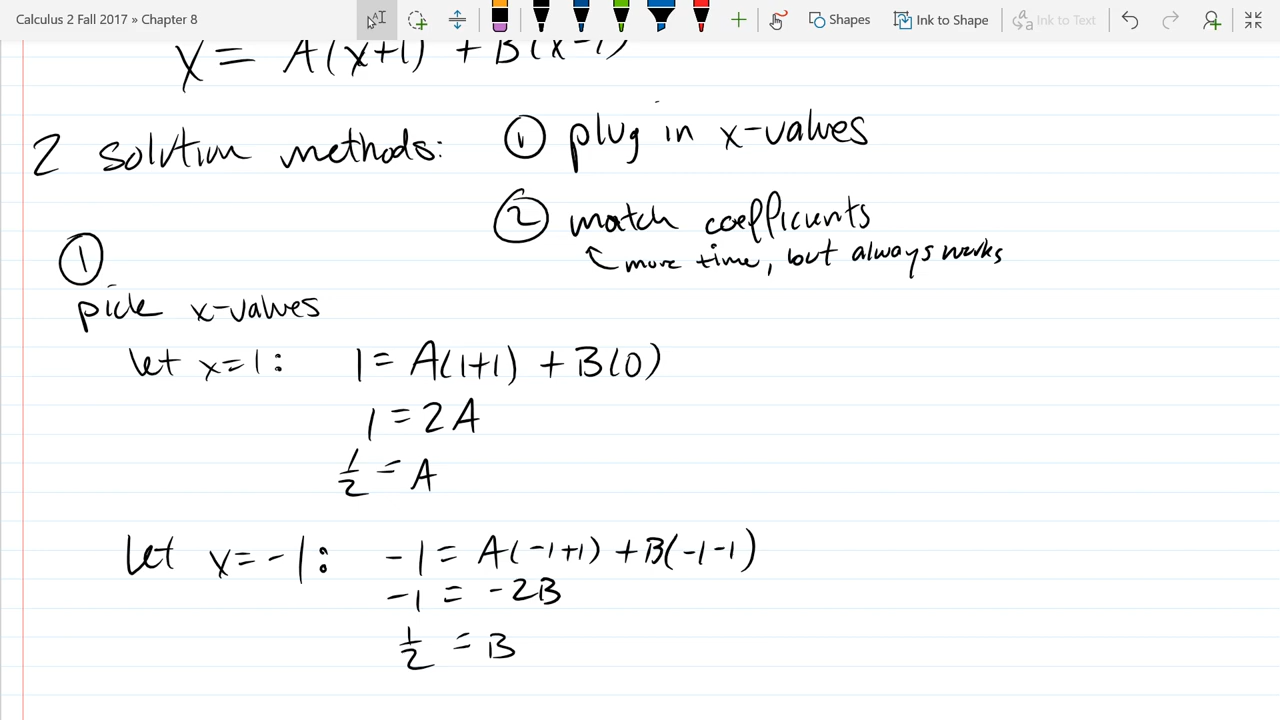 Calculus 2 Fall 2017 » Chapter 8
Shapes
Ink to Shape
Ink to Text
x = A(x+1) + B(x-1)
2 solution methods: ① plug in x-values
② match coefficients
more time, but always works
①
pick x-values
let x=1: 1 = A(1+1) + B(0)
1 = 2A
1/2 = A
Let x=-1: -1 = A(-1+1) + B(-1-1)
-1 = -2B
1/2 = B